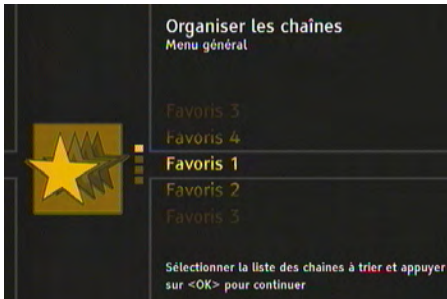 Organiser les chaînes
Menu général
Favoris 3
Favoris 4
Favoris 1
Favoris 2
Favoris 3
Sélectionner la liste des chaines à trier et appuyer
sur <OK> pour continuer